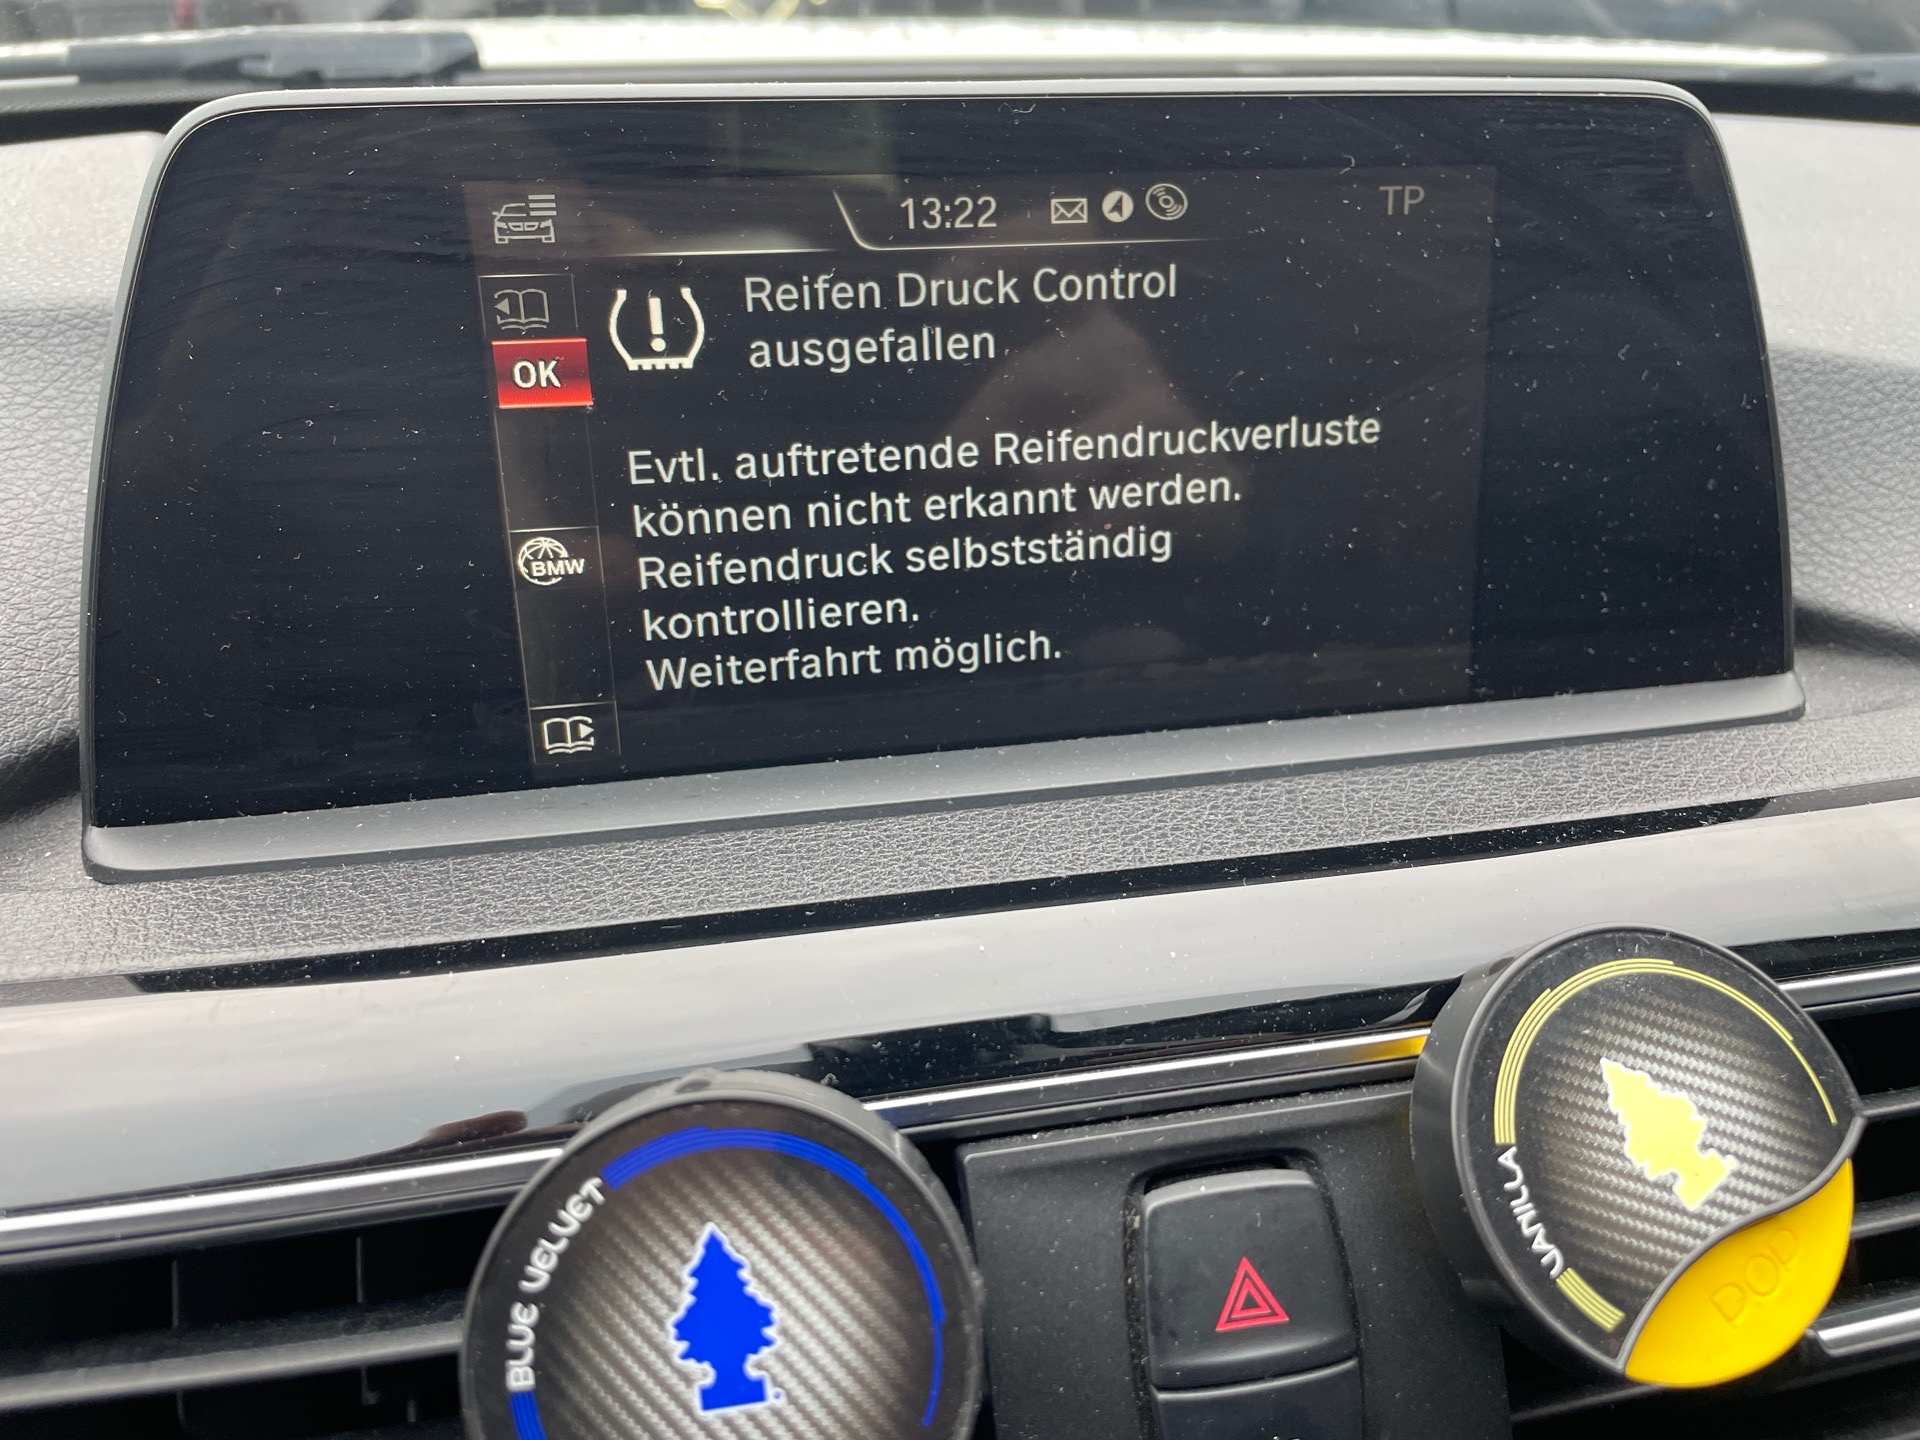 13:22
TP
Reifen Druck Control
ausgefallen
OK
Evtl. auftretende Reifendruckverluste
können nicht erkannt werden.
Reifendruck selbstständig
kontrollieren.
Weiterfahrt möglich.
BMW
BLUE VELVET
VANILLA
POP